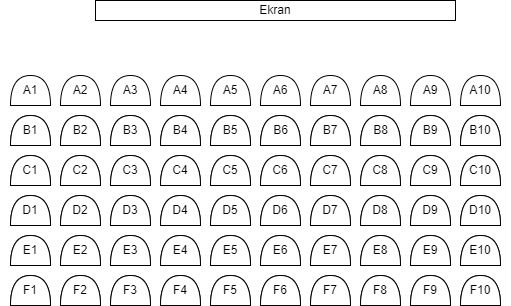 Ekran
A1 A2 A3 A4 A5 A6 A7 A8 A9 A10
B1 B2 B3 B4 B5 B6 B7 B8 B9 B10
C1 C2 C3 C4 C5 C6 C7 C8 C9 C10
D1 D2 D3 D4 D5 D6 D7 D8 D9 D10
E1 E2 E3 E4 E5 E6 E7 E8 E9 E10
F1 F2 F3 F4 F5 F6 F7 F8 F9 F10